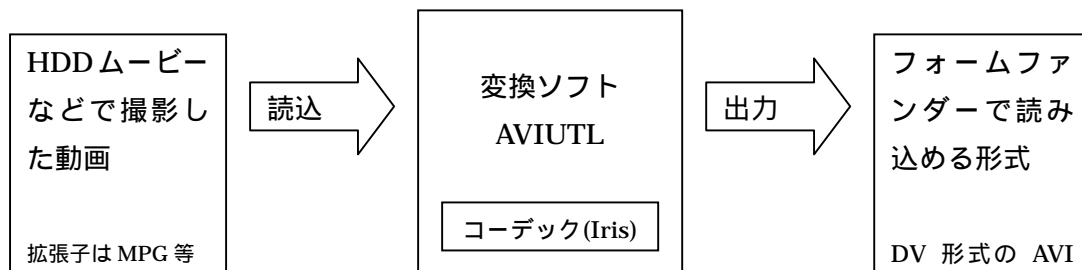 HDDムービー
などで撮影し
た動画
拡張子は MPG 等
読込
変換ソフト
AVIUTL
コーデック(Iris)
出力
フォームファ
ンダーで読み
込める形式
DV 形式の AVI